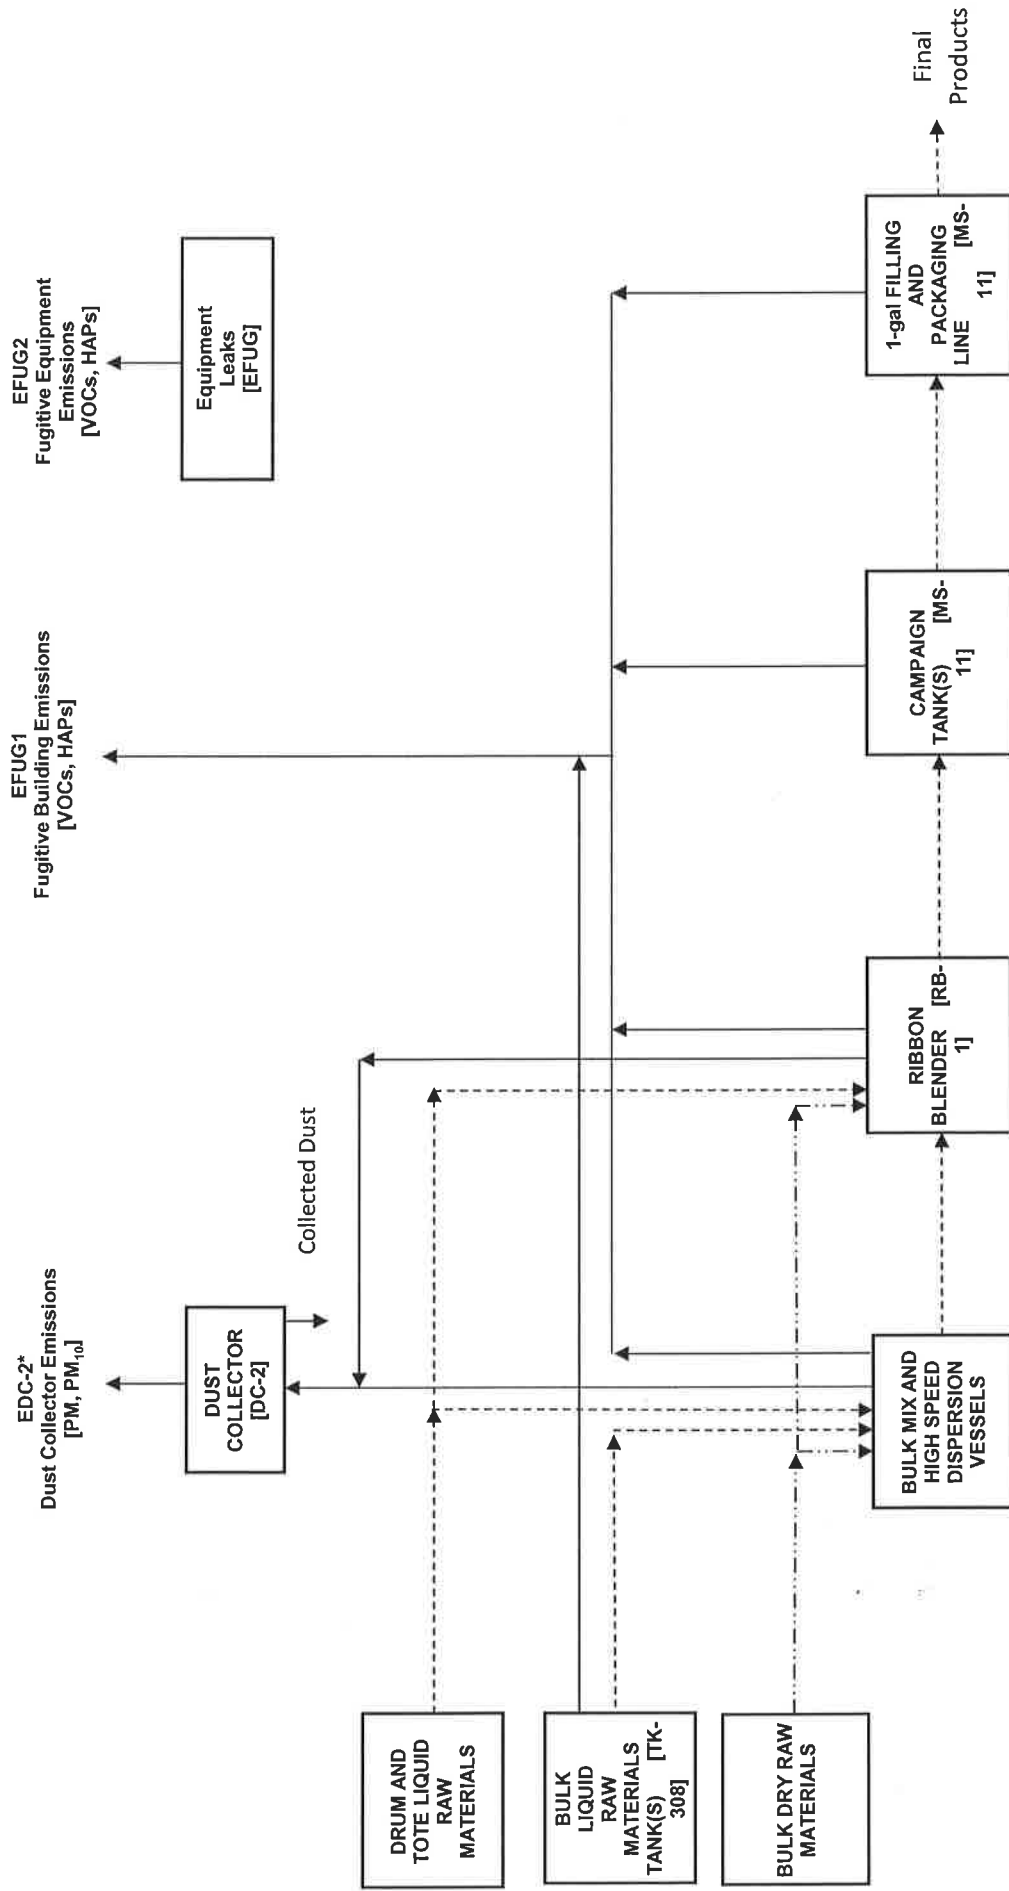 EDC-2*
Dust Collector Emissions
[PM, PM₁₀]
EFUG1
Fugitive Building Emissions
[VOCs, HAPs]
EFUG2
Fugitive Equipment
Emissions
[VOCs, HAPs]
DUST
COLLECTOR
[DC-2]
Equipment
Leaks
[EFUG]
Collected Dust
DRUM AND
TOTE LIQUID
RAW
MATERIALS
BULK
LIQUID
RAW
MATERIALS
TANK(S) [TK-
308]
BULK DRY RAW
MATERIALS
BULK MIX AND
HIGH SPEED
DISPERSION
VESSELS
RIBBON
BLENDER [RB-
1]
CAMPAIGN
TANK(S) [MS-
11]
1-gal FILLING
AND
PACKAGING
LINE [MS-
11]
Final
Products